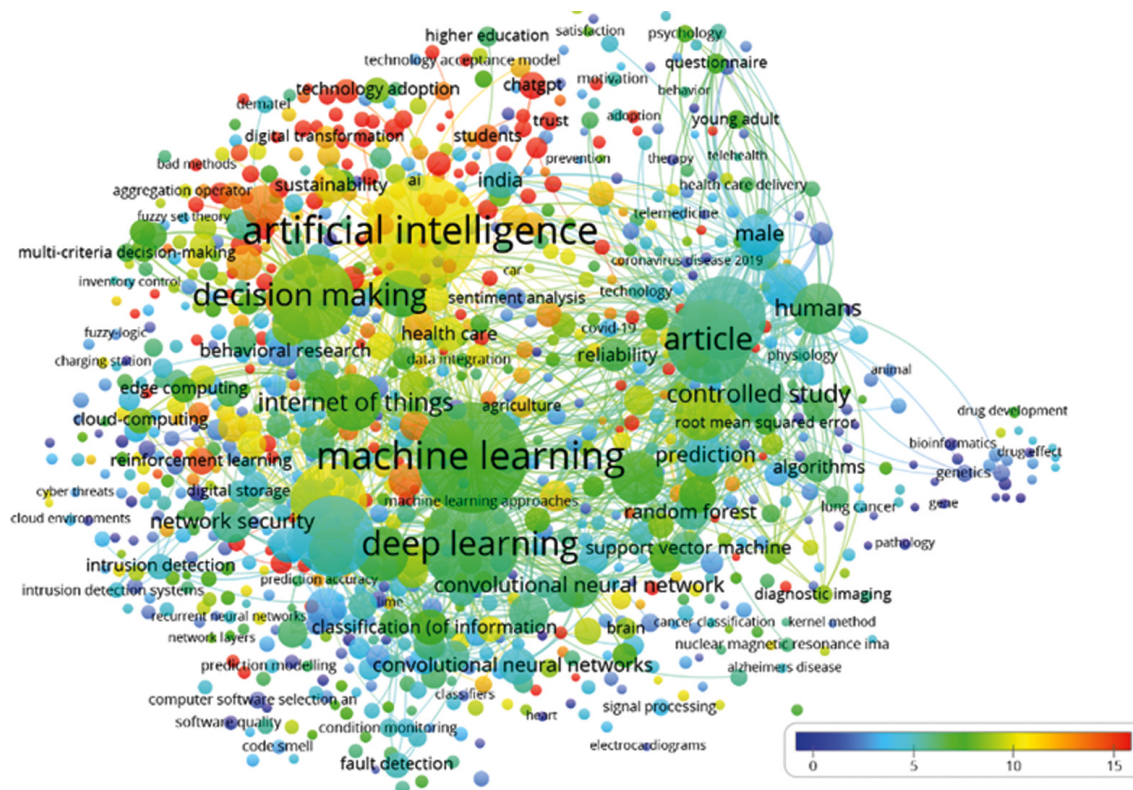 higher education
satisfaction
psychology
technology acceptance model
questionnaire
technology adoption
chatgpt
motivation
behavior
dematel
trust
adoption
young adult
digital transformation
students
bad methods
prevention
therapy
telehealth
aggregation operator
sustainability
ai
india
health care delivery
fuzzy set theory
telemedicine
artificial intelligence
male
multi-criteria decision-making
coronavirus disease 2019
inventory control
car
decision making
sentiment analysis
technology
humans
fuzzy-logic
health care
covid-19
article
behavioral research
data integration
reliability
physiology
charging station
animal
edge computing
internet of things
agriculture
controlled study
cloud-computing
root mean squared error
drug development
machine learning
prediction
bioinformatics
drug effect
reinforcement learning
algorithms
genetics
cyber threats
digital storage
machine learning approaches
gene
cloud environments
network security
random forest
lung cancer
deep learning
support vector machine
pathology
intrusion detection
prediction accuracy
convolutional neural network
intrusion detection systems
diagnostic imaging
lime
recurrent neural networks
classification (of information
brain
cancer classification
kernel method
network layers
nuclear magnetic resonance ima
prediction modelling
convolutional neural networks
alzheimers disease
computer software selection an
classifiers
signal processing
software quality
condition monitoring
heart
code smell
electrocardiograms
fault detection
0 5 10 15